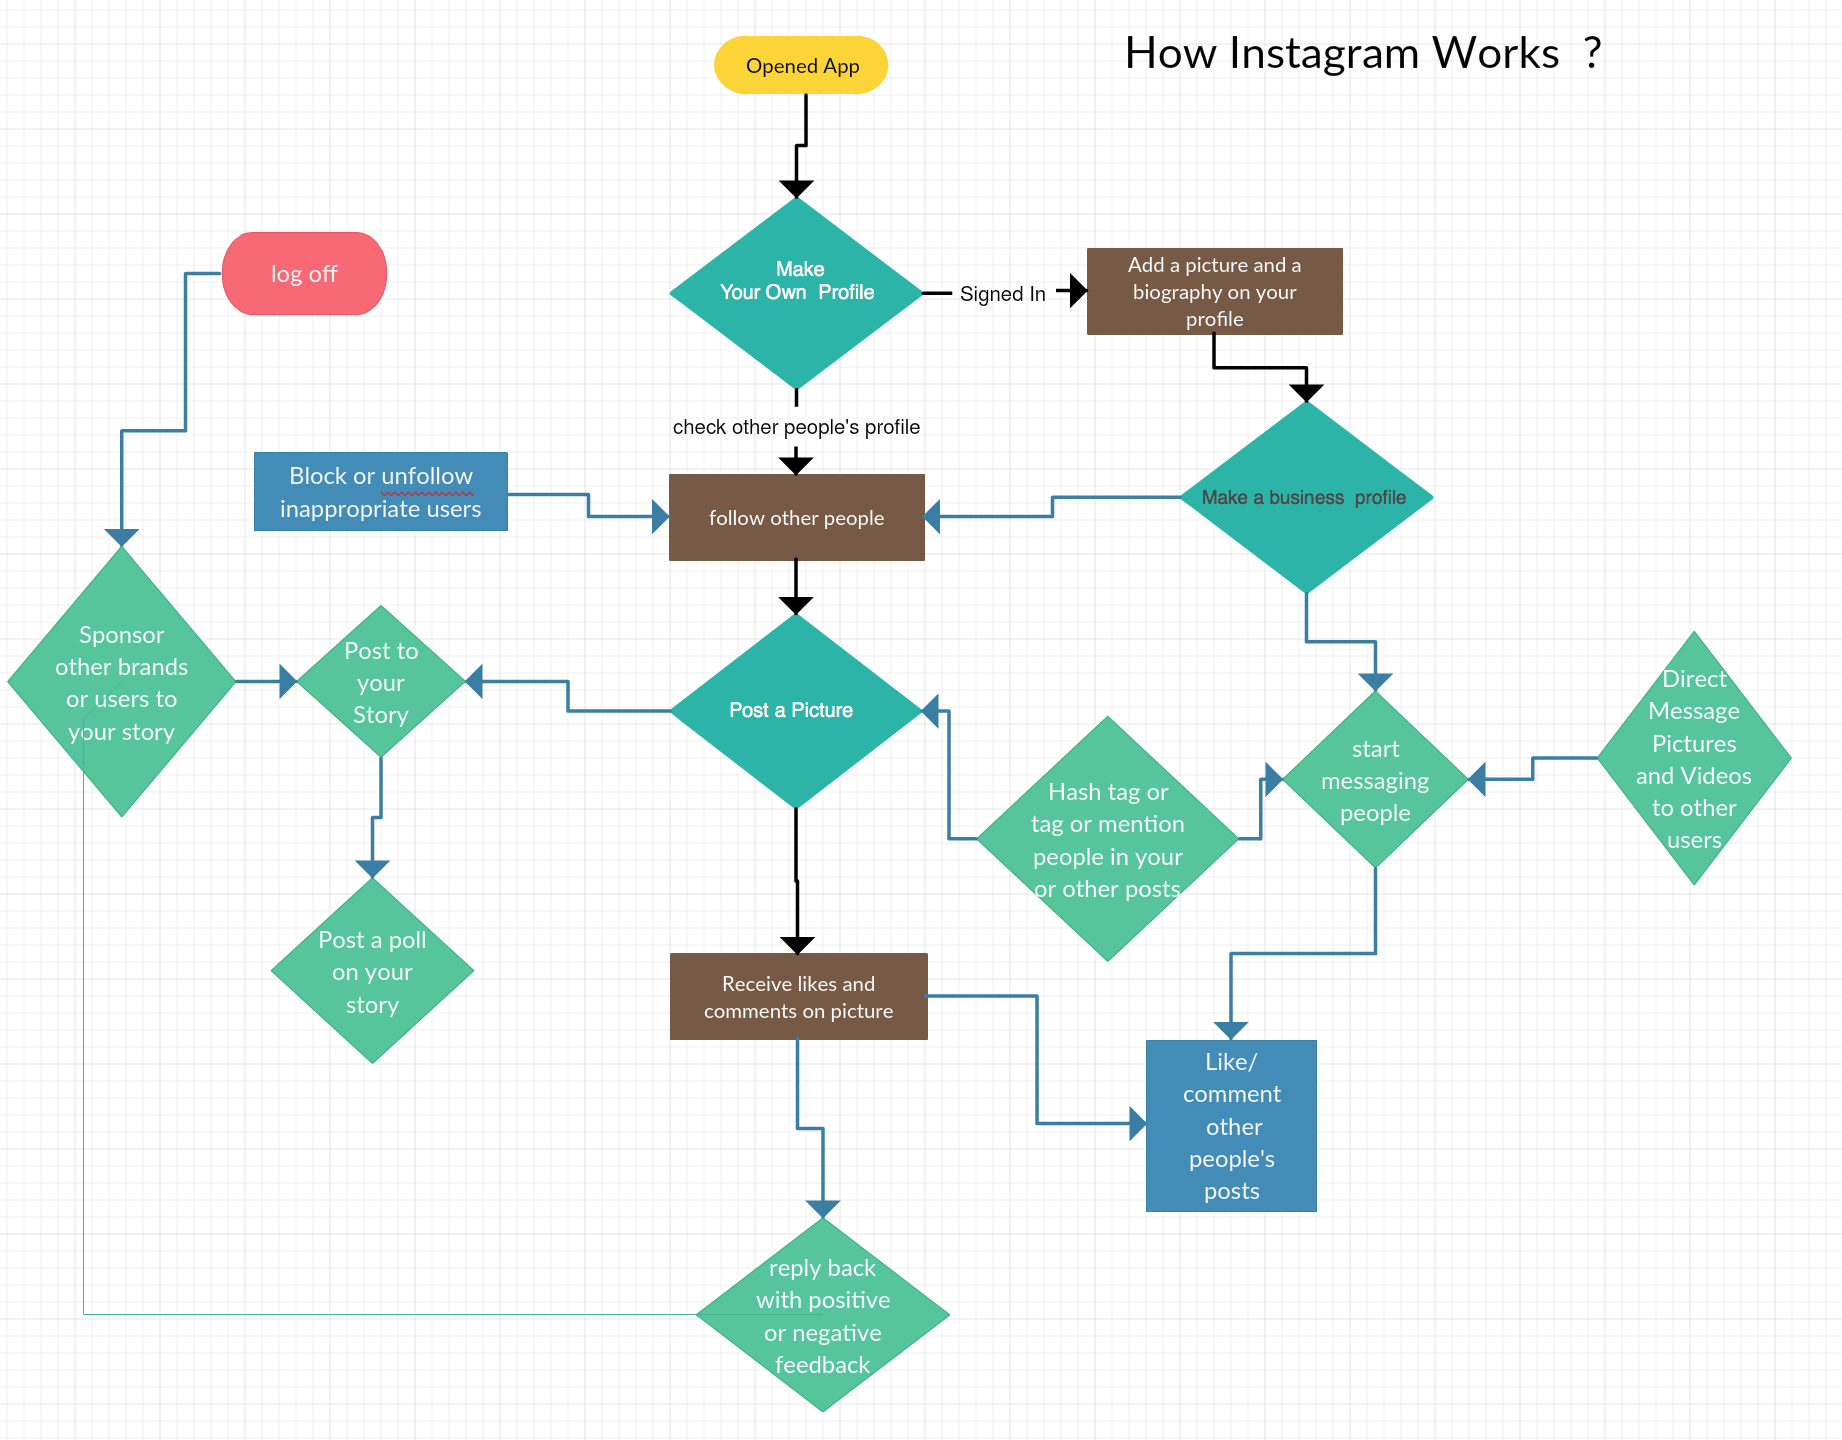 How Instagram Works ?
Opened App
Make
Your Own Profile
Signed In
Add a picture and a
biography on your
profile
log off
check other people's profile
Block or unfollow
inappropriate users
follow other people
Make a business profile
Sponsor
other brands
or users to
your story
Post to
your
Story
Post a Picture
Hash tag or
tag or mention
people in your
or other posts
start
messaging
people
Direct
Message
Pictures
and Videos
to other
users
Post a poll
on your
story
Receive likes and
comments on picture
Like/
comment
other
people's
posts
reply back
with positive
or negative
feedback